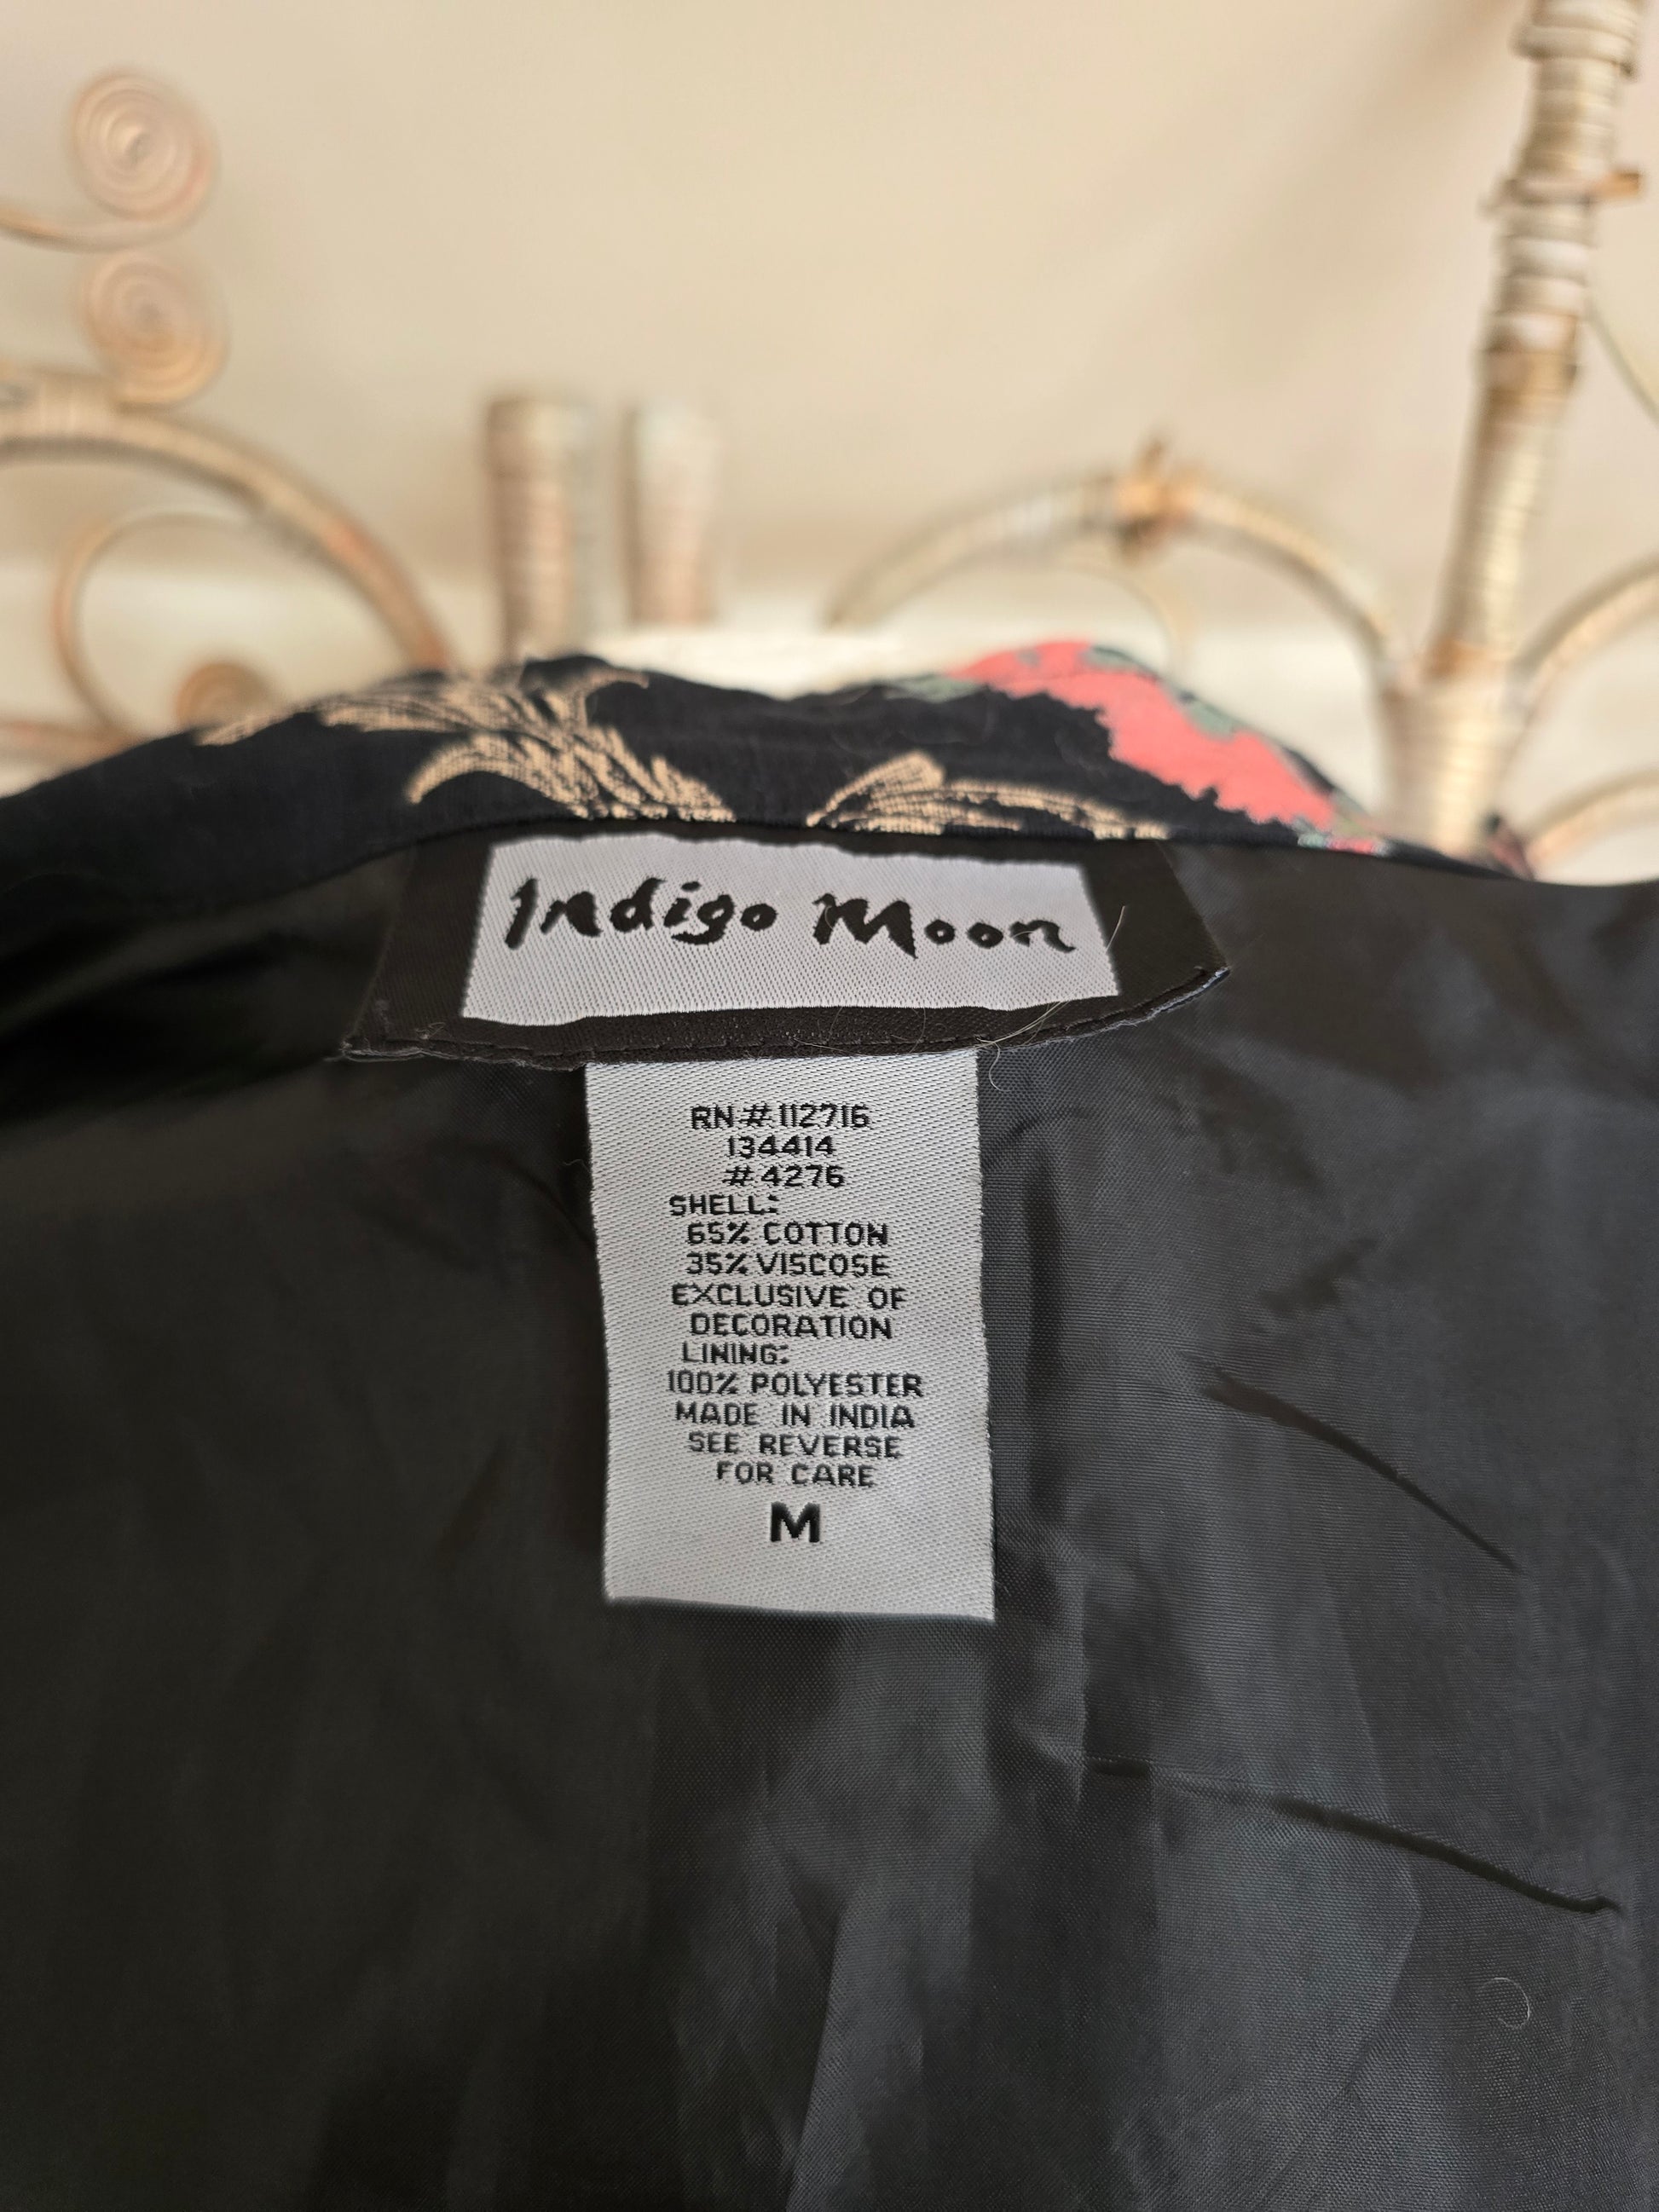 Indigo Moon
RN# 112716
134414
# 4276
SHELL:
65% COTTON
35% VISCOSE
EXCLUSIVE OF
DECORATION
LINING:
100% POLYESTER
MADE IN INDIA
SEE REVERSE
FOR CARE
M